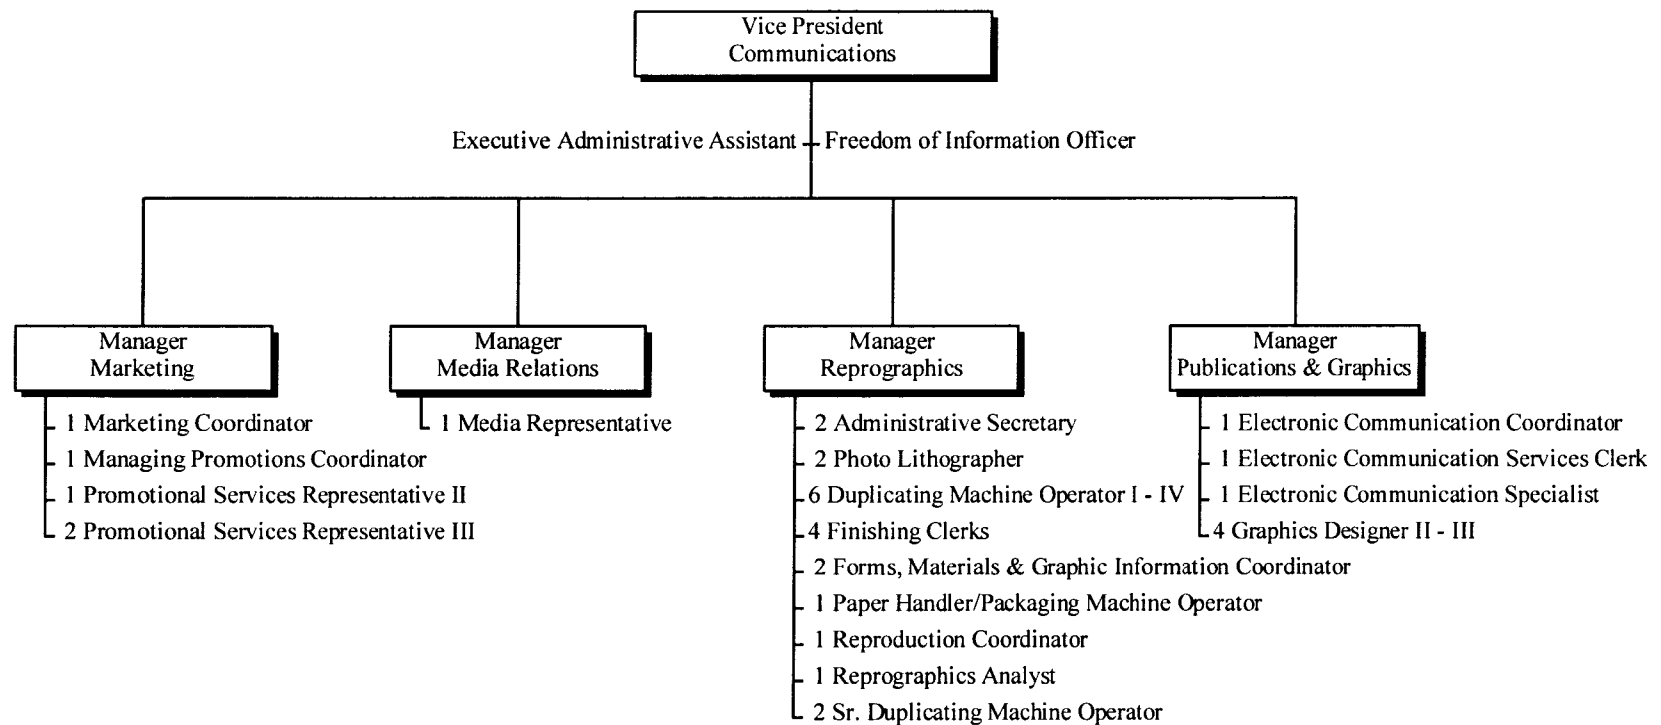 Vice President
Communications
Executive Administrative Assistant
Freedom of Information Officer
Manager
Marketing
1 Marketing Coordinator
1 Managing Promotions Coordinator
1 Promotional Services Representative II
2 Promotional Services Representative III
Manager
Media Relations
1 Media Representative
Manager
Reprographics
2 Administrative Secretary
2 Photo Lithographer
6 Duplicating Machine Operator I - IV
4 Finishing Clerks
2 Forms, Materials & Graphic Information Coordinator
1 Paper Handler/Packaging Machine Operator
1 Reproduction Coordinator
1 Reprographics Analyst
2 Sr. Duplicating Machine Operator
Manager
Publications & Graphics
1 Electronic Communication Coordinator
1 Electronic Communication Services Clerk
1 Electronic Communication Specialist
4 Graphics Designer II - III